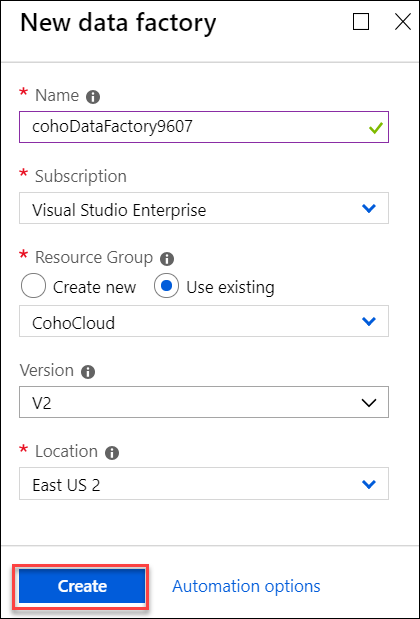 New data factory
* Name
cohoDataFactory9607
* Subscription
Visual Studio Enterprise
* Resource Group
Create new Use existing
CohoCloud
Version
V2
* Location
East US 2
Create Automation options